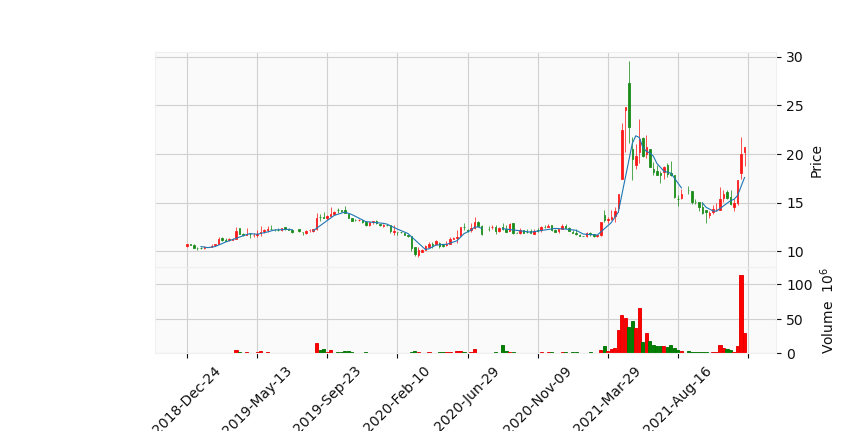 30
25
20
15
10
Price
100
50
0
Volume 10^6
2018-Dec-24
2019-May-13
2019-Sep-23
2020-Feb-10
2020-Jun-29
2020-Nov-09
2021-Mar-29
2021-Aug-16